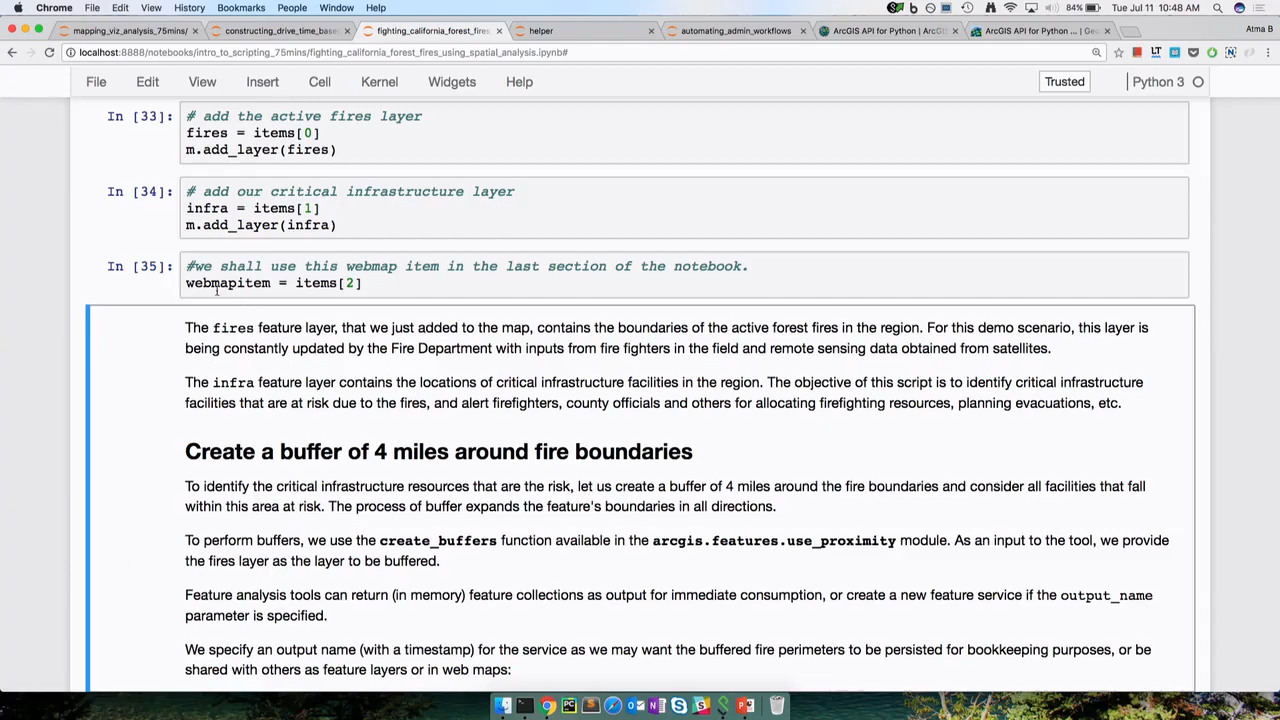 Chrome File Edit View History Bookmarks People Window Help 84% Tue Jul 11 10:48 AM
mapping_viz_analysis_75mins/ constructing_drive_time_base fighting_california_forest_fires helper automating_admin_workflows ArcGIS API for Python | ArcGIS ArcGIS API for Python ... | Ge Atma B
localhost:8888/notebooks/intro_to_scripting_75mins/fighting_california_forest_fires_using_spatial_analysis.ipynb#
File Edit View Insert Cell Kernel Widgets Help Trusted Python 3
In [33]: # add the active fires layer
fires = items[0]
m.add_layer(fires)
In [34]: # add our critical infrastructure layer
infra = items[1]
m.add_layer(infra)
In [35]: #we shall use this webmap item in the last section of the notebook.
webmapitem = items[2]
The fires feature layer, that we just added to the map, contains the boundaries of the active forest fires in the region. For this demo scenario, this layer is
being constantly updated by the Fire Department with inputs from fire fighters in the field and remote sensing data obtained from satellites.
The infra feature layer contains the locations of critical infrastructure facilities in the region. The objective of this script is to identify critical infrastructure
facilities that are at risk due to the fires, and alert firefighters, county officials and others for allocating firefighting resources, planning evacuations, etc.
Create a buffer of 4 miles around fire boundaries
To identify the critical infrastructure resources that are the risk, let us create a buffer of 4 miles around the fire boundaries and consider all facilities that fall
within this area at risk. The process of buffer expands the feature's boundaries in all directions.
To perform buffers, we use the create_buffers function available in the arcgis.features.use_proximity module. As an input to the tool, we provide
the fires layer as the layer to be buffered.
Feature analysis tools can return (in memory) feature collections as output for immediate consumption, or create a new feature service if the output_name
parameter is specified.
We specify an output name (with a timestamp) for the service as we may want the buffered fire perimeters to be persisted for bookkeeping purposes, or be
shared with others as feature layers or in web maps: